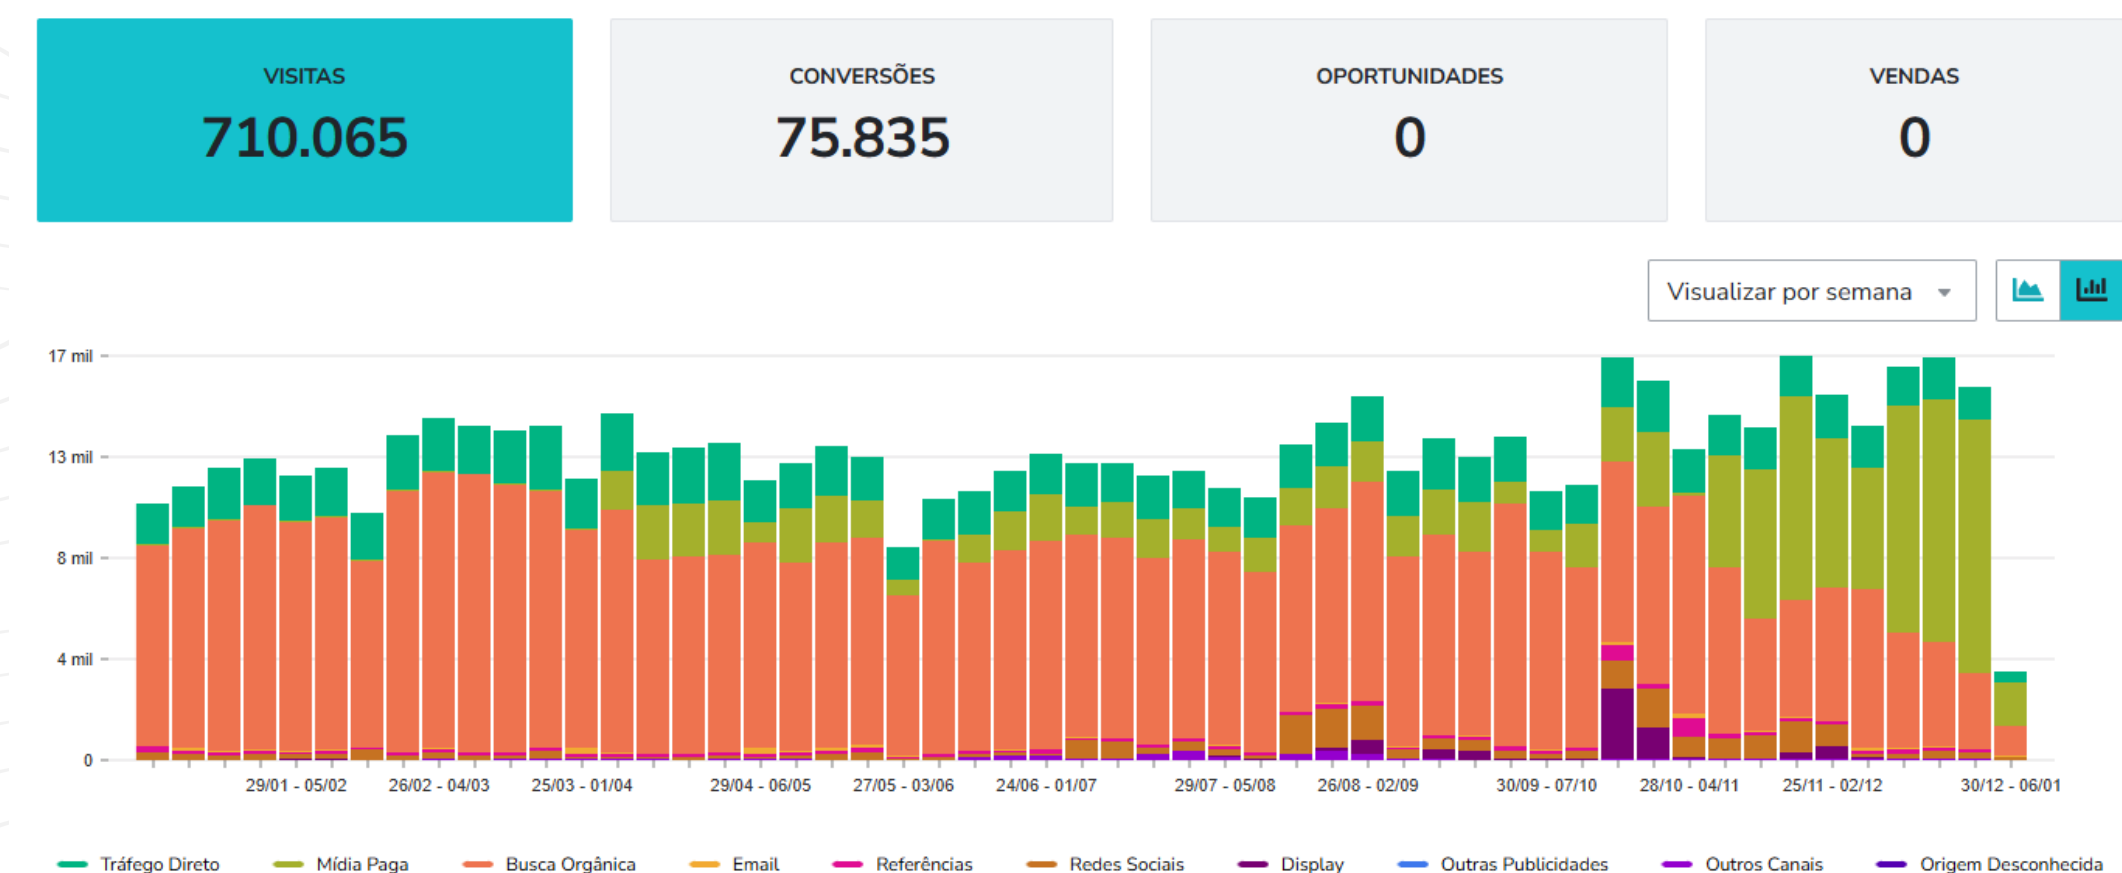 VISITAS
710.065
CONVERSÕES
75.835
OPORTUNIDADES
0
VENDAS
0
Visualizar por semana
17 mil
13 mil
8 mil
4 mil
0
29/01 - 05/02
26/02 - 04/03
25/03 - 01/04
29/04 - 06/05
27/05 - 03/06
24/06 - 01/07
29/07 - 05/08
26/08 - 02/09
30/09 - 07/10
28/10 - 04/11
25/11 - 02/12
30/12 - 06/01
Tráfego Direto
Mídia Paga
Busca Orgânica
Email
Referências
Redes Sociais
Display
Outras Publicidades
Outros Canais
Origem Desconhecida